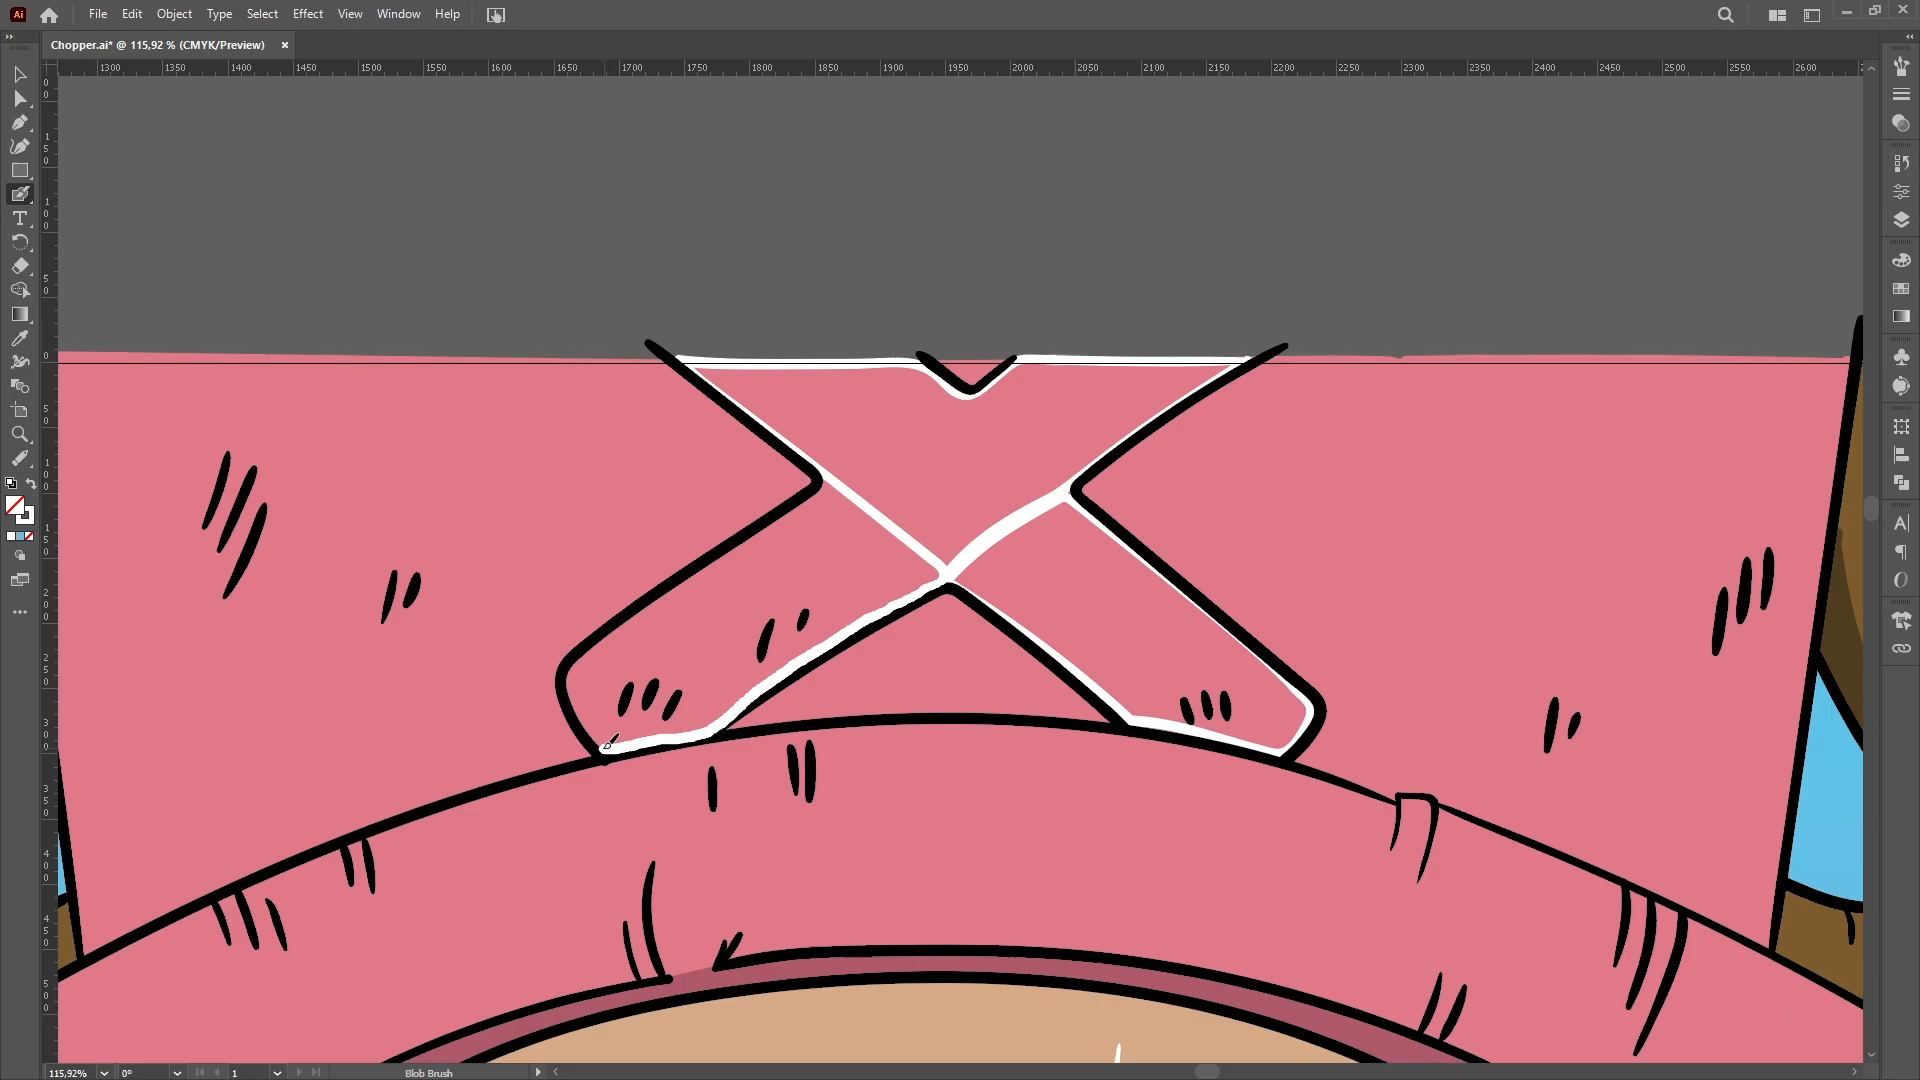 Ai File Edit Object Type Select Effect View Window Help
Chopper.ai* @ 115,92 % (CMYK/Preview) ×
1300 1350 1400 1450 1500 1550 1600 1650 1700 1750 1800 1850 1900 1950 2000 2050 2100 2150 2200 2250 2300 2350 2400 2450 2500 2550 2600
115,92% 0° 1 Blob Brush